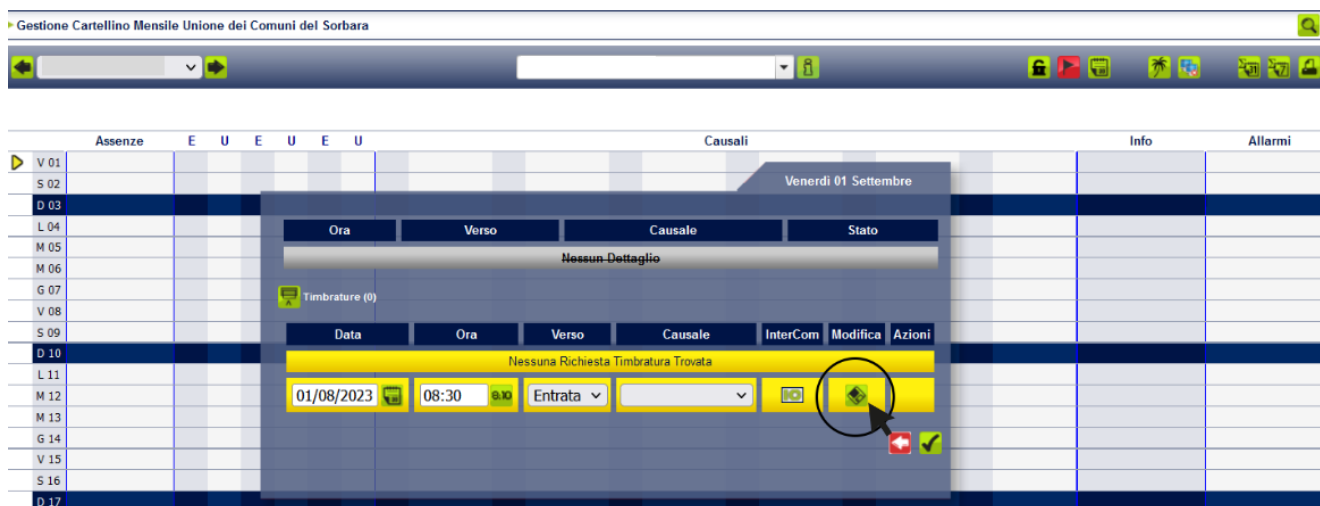 Gestione Cartellino Mensile Unione dei Comuni del Sorbara
Assenze E U E U E U Causali Info Allarmi
V 01
S 02
Venerdì 01 Settembre
D 03
L 04
Ora Verso Causale Stato
M 05
M 06
Nessun Dettaglio
G 07
Timbrature (0)
V 08
S 09
Data Ora Verso Causale InterCom Modifica Azioni
D 10
Nessuna Richiesta Timbratura Trovata
L 11
M 12
01/08/2023 08:30 Entrata
M 13
G 14
V 15
S 16
D 17